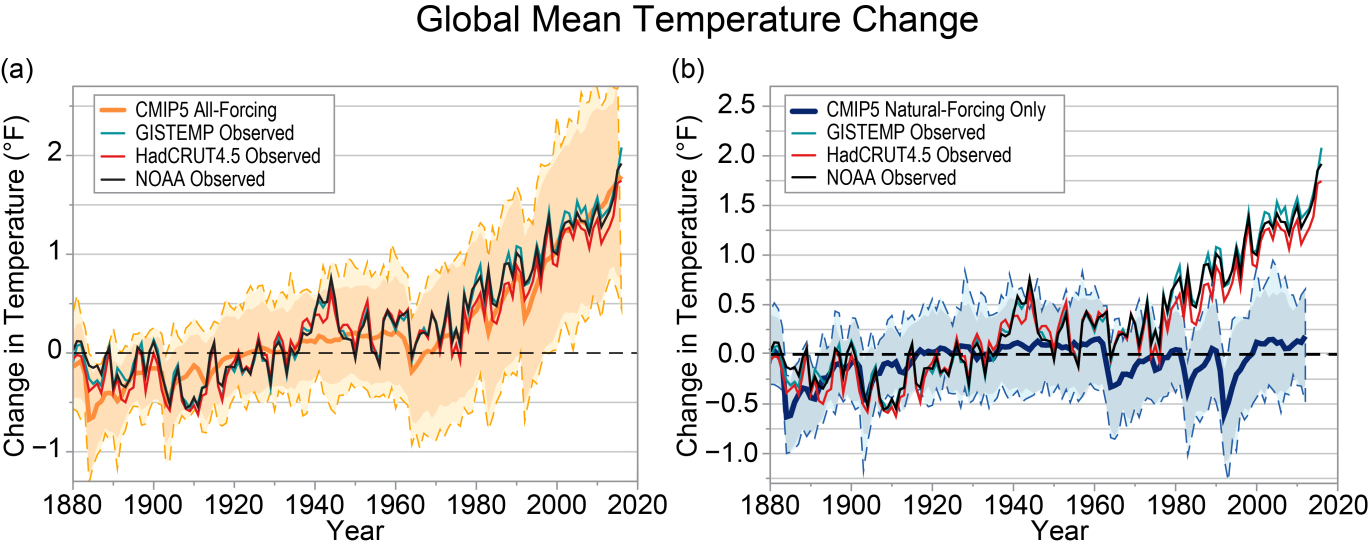 Global Mean Temperature Change
(a)
CMIP5 All-Forcing
GISTEMP Observed
HadCRUT4.5 Observed
NOAA Observed
Change in Temperature (°F)
2
1
0
−1
1880 1900 1920 1940 1960 1980 2000 2020
Year
(b)
CMIP5 Natural-Forcing Only
GISTEMP Observed
HadCRUT4.5 Observed
NOAA Observed
Change in Temperature (°F)
2.5
2.0
1.5
1.0
0.5
0.0
−0.5
−1.0
1880 1900 1920 1940 1960 1980 2000 2020
Year